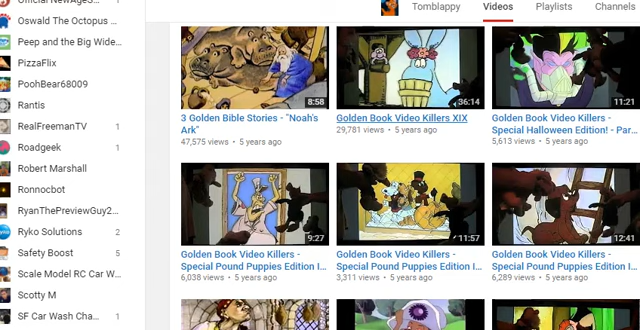 Tomblappy Videos Playlists Channels
Oswald The Octopus ...
Peep and the Big Wide...
PizzaFlix
PoohBear68009
Rantis
RealFreemanTV 1
Roadgeek 1
Robert Marshall
Ronnocbot
RyanThePreviewGuy2...
Ryko Solutions 2
Safety Boost 5
Scale Model RC Car W...
Scotty M
SF Car Wash Cha... 1
8:58
3 Golden Bible Stories - "Noah's
Ark"
47,575 views • 5 years ago
36:14
Golden Book Video Killers XIX
29,781 views • 5 years ago
11:21
Golden Book Video Killers -
Special Halloween Edition! - Par...
5,613 views • 5 years ago
9:27
Golden Book Video Killers -
Special Pound Puppies Edition I...
6,038 views • 5 years ago
11:57
Golden Book Video Killers -
Special Pound Puppies Edition I...
3,311 views • 5 years ago
12:41
Golden Book Video Killers -
Special Pound Puppies Edition I...
6,289 views • 5 years ago